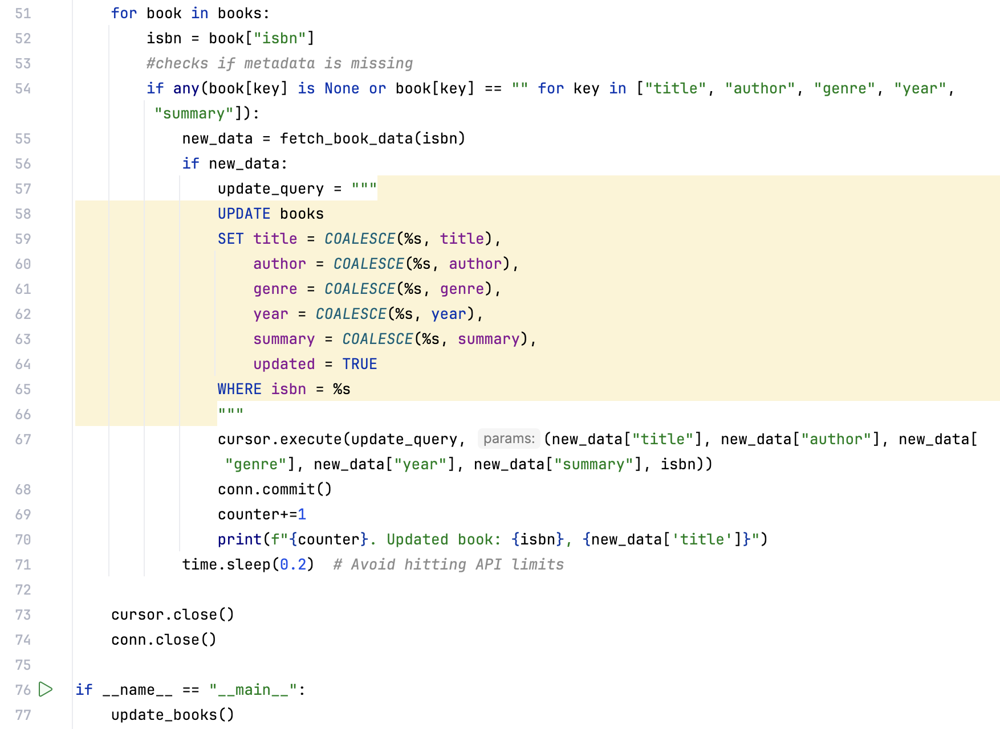 51 for book in books:
52 isbn = book["isbn"]
53 #checks if metadata is missing
54 if any(book[key] is None or book[key] == "" for key in ["title", "author", "genre", "year",
"summary"]):
55 new_data = fetch_book_data(isbn)
56 if new_data:
57 update_query = """
58 UPDATE books
59 SET title = COALESCE(%s, title),
60 author = COALESCE(%s, author),
61 genre = COALESCE(%s, genre),
62 year = COALESCE(%s, year),
63 summary = COALESCE(%s, summary),
64 updated = TRUE
65 WHERE isbn = %s
66 """
67 cursor.execute(update_query, params: (new_data["title"], new_data["author"], new_data[
"genre"], new_data["year"], new_data["summary"], isbn))
68 conn.commit()
69 counter+=1
70 print(f"{counter}. Updated book: {isbn}, {new_data['title']}")
71 time.sleep(0.2) # Avoid hitting API limits
72
73 cursor.close()
74 conn.close()
75
76 if __name__ == "__main__":
77 update_books()